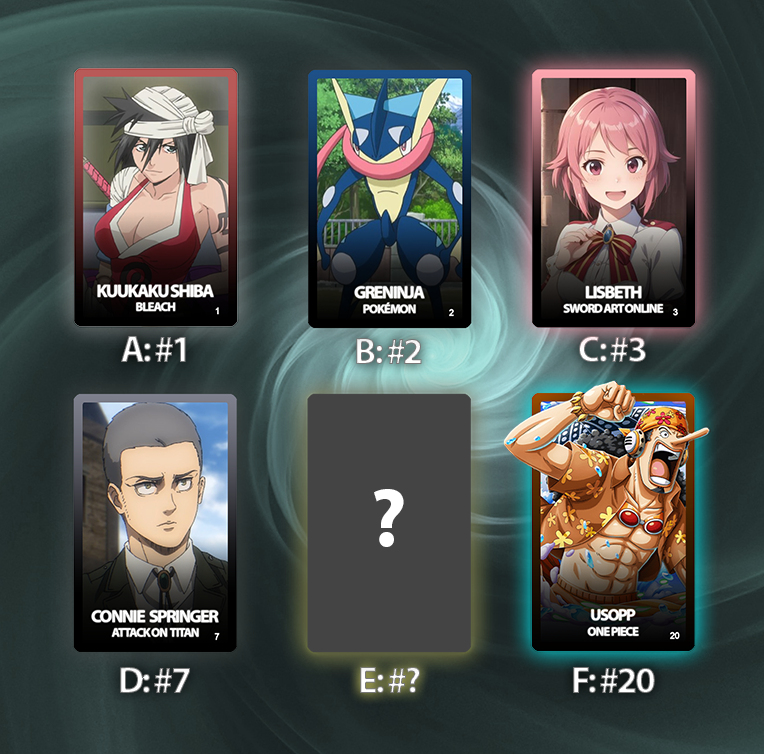 KUUKAKU SHIBA
BLEACH
1
A: #1
GRENINJA
POKÉMON
2
B: #2
LISBETH
SWORD ART ONLINE
3
C: #3
CONNIE SPRINGER
ATTACK ON TITAN
7
D: #7
?
E: #?
USOPP
ONE PIECE
20
F: #20